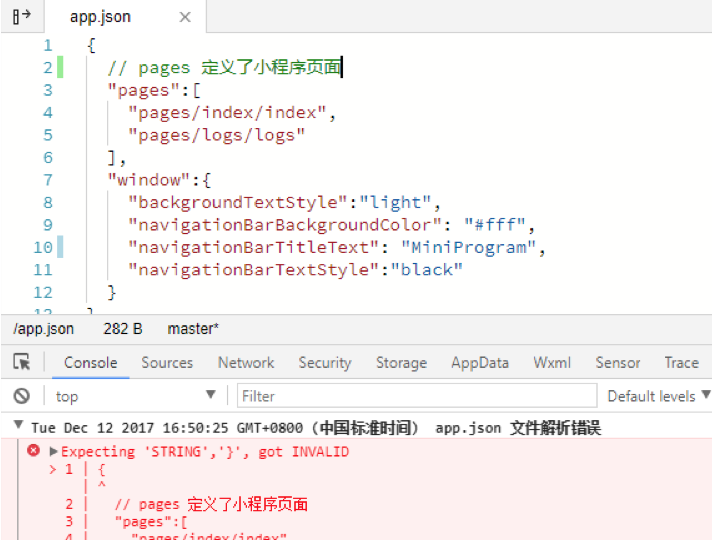 app.json ×
1 {
2 // pages 定义了小程序页面
3 "pages":[
4 "pages/index/index",
5 "pages/logs/logs"
6 ],
7 "window":{
8 "backgroundTextStyle":"light",
9 "navigationBarBackgroundColor": "#fff",
10 "navigationBarTitleText": "MiniProgram",
11 "navigationBarTextStyle":"black"
12 }
/app.json 282 B master*
Console Sources Network Security Storage AppData Wxml Sensor Trace
top Filter Default levels
Tue Dec 12 2017 16:50:25 GMT+0800 (中国标准时间) app.json 文件解析错误
Expecting 'STRING','}', got INVALID
> 1 | {
| ^
2 | // pages 定义了小程序页面
3 | "pages":[
4 | "pages/index/index"